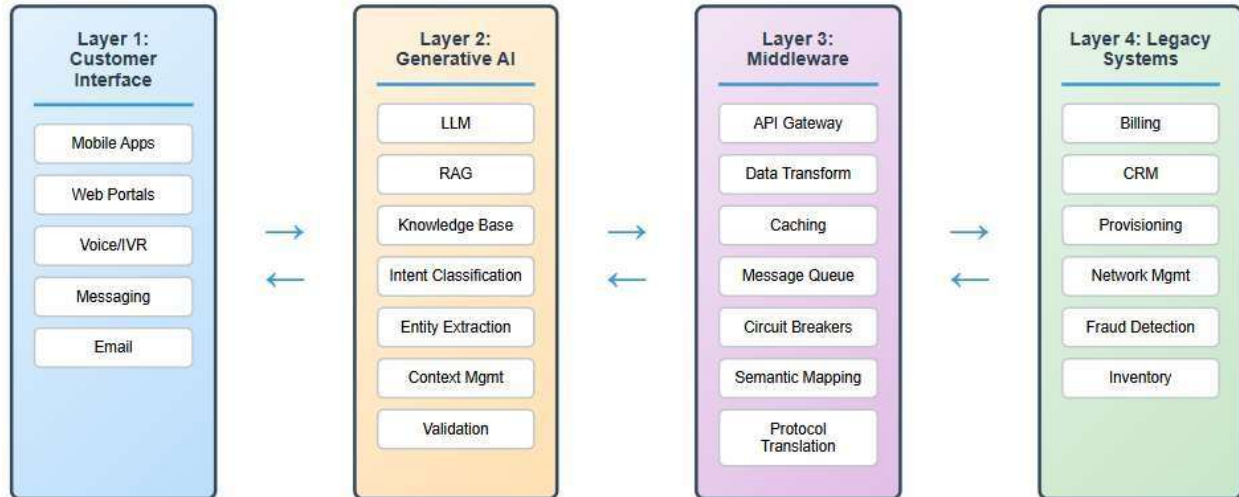 Layer 1:
Customer
Interface
Mobile Apps
Web Portals
Voice/IVR
Messaging
Email
Layer 2:
Generative AI
LLM
RAG
Knowledge Base
Intent Classification
Entity Extraction
Context Mgmt
Validation
Layer 3:
Middleware
API Gateway
Data Transform
Caching
Message Queue
Circuit Breakers
Semantic Mapping
Protocol
Translation
Layer 4: Legacy
Systems
Billing
CRM
Provisioning
Network Mgmt
Fraud Detection
Inventory